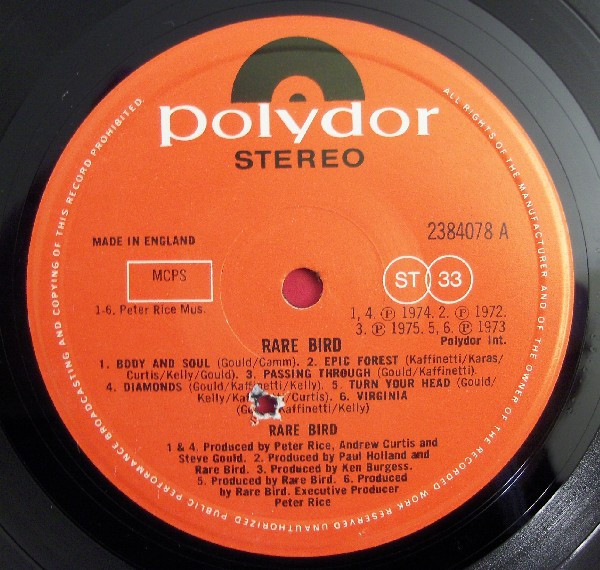 polydor
STEREO
MADE IN ENGLAND
2384078 A
MCPS
ST 33
1-6. Peter Rice Mus.
1, 4. ℗ 1974. 2. ℗ 1972.
3. ℗ 1975. 5, 6. ℗ 1973
Polydor Int.
RARE BIRD
1. BODY AND SOUL (Gould/Camm). 2. EPIC FOREST (Kaffinetti/Karas/
Curtis/Kelly/Gould). 3. PASSING THROUGH (Gould/Kaffinetti).
4. DIAMONDS (Gould/Kaffinetti/Kelly). 5. TURN YOUR HEAD (Gould/
Kelly/ /Curtis). 6. VIRGINIA
( /Kaffinetti/Kelly)
RARE BIRD
1 & 4. Produced by Peter Rice, Andrew Curtis and
Steve Gould. 2. Produced by Paul Holland and
Rare Bird. 3. Produced by Ken Burgess.
5. Produced by Rare Bird. 6. Produced
by Rare Bird. Executive Producer
Peter Rice
ALL RIGHTS OF THE MANUFACTURER AND OF THE OWNER OF THE RECORDED WORK RESERVED UNAUTHORIZED PUBLIC PERFORMANCE BROADCASTING AND COPYING OF THIS RECORD PROHIBITED.